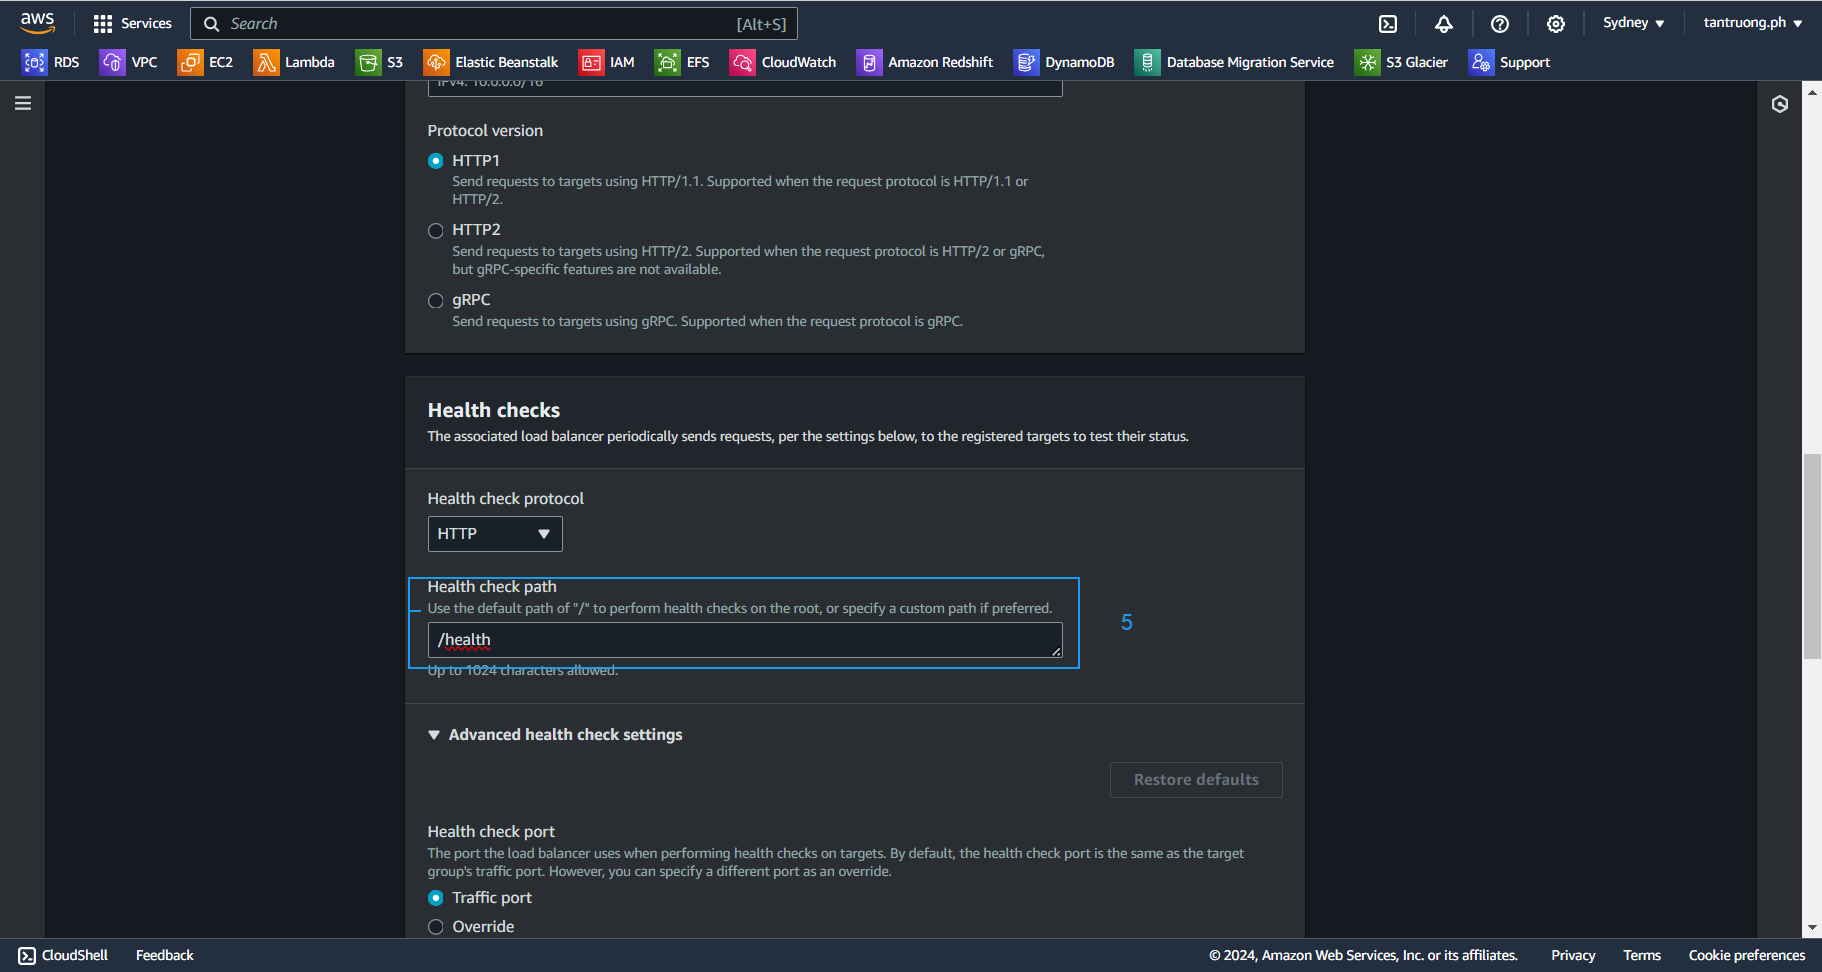 aws
Services
Search [Alt+S]
Sydney
tantruong.ph
RDS VPC EC2 Lambda S3 Elastic Beanstalk IAM EFS CloudWatch Amazon Redshift DynamoDB Database Migration Service S3 Glacier Support
IPv4: 10.0.0.0/16
Protocol version
HTTP1
Send requests to targets using HTTP/1.1. Supported when the request protocol is HTTP/1.1 or
HTTP/2.
HTTP2
Send requests to targets using HTTP/2. Supported when the request protocol is HTTP/2 or gRPC,
but gRPC-specific features are not available.
gRPC
Send requests to targets using gRPC. Supported when the request protocol is gRPC.
Health checks
The associated load balancer periodically sends requests, per the settings below, to the registered targets to test their status.
Health check protocol
HTTP
Health check path
Use the default path of "/" to perform health checks on the root, or specify a custom path if preferred.
/health
5
Up to 1024 characters allowed.
Advanced health check settings
Restore defaults
Health check port
The port the load balancer uses when performing health checks on targets. By default, the health check port is the same as the target
group's traffic port. However, you can specify a different port as an override.
Traffic port
Override
CloudShell Feedback © 2024, Amazon Web Services, Inc. or its affiliates. Privacy Terms Cookie preferences